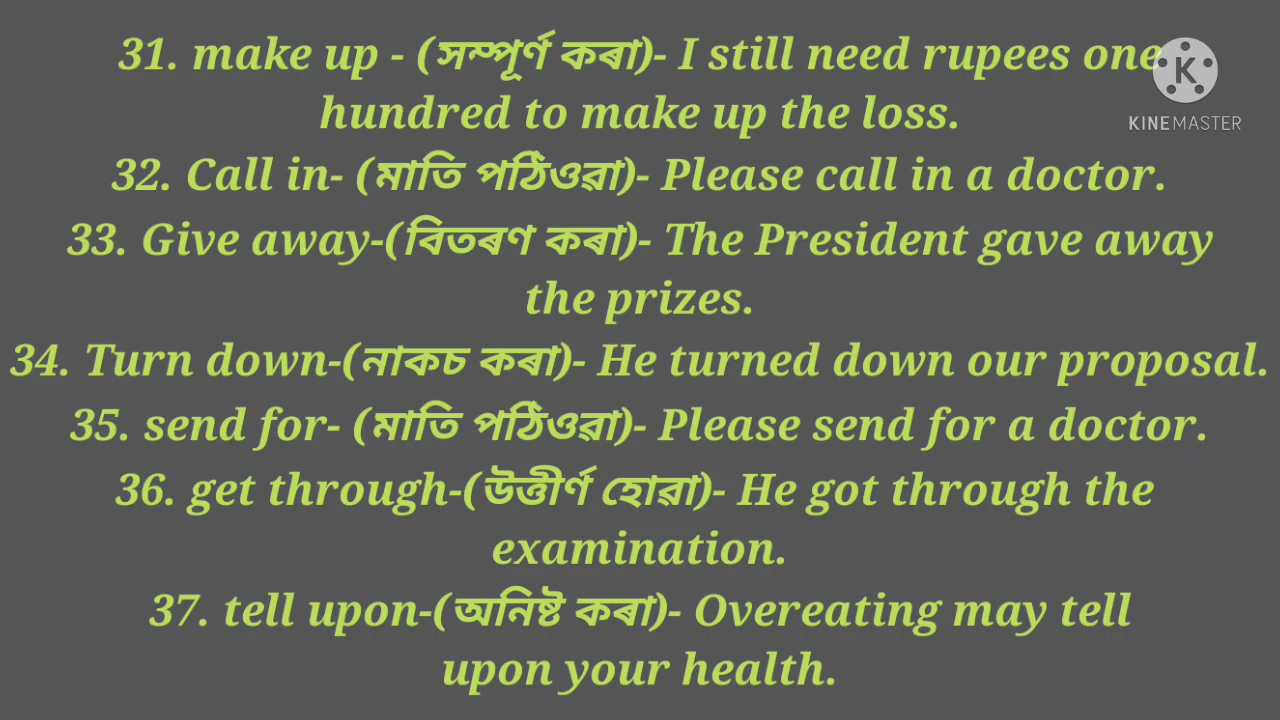 31. make up - (সম্পূৰ্ণ কৰা)- I still need rupees one
hundred to make up the loss.
32. Call in- (মাতি পঠিওৱা)- Please call in a doctor.
33. Give away-(বিতৰণ কৰা)- The President gave away
the prizes.
34. Turn down-(নাকচ কৰা)- He turned down our proposal.
35. send for- (মাতি পঠিওৱা)- Please send for a doctor.
36. get through-(উত্তীৰ্ণ হোৱা)- He got through the
examination.
37. tell upon-(অনিষ্ট কৰা)- Overeating may tell
upon your health.
K
KINEMASTER